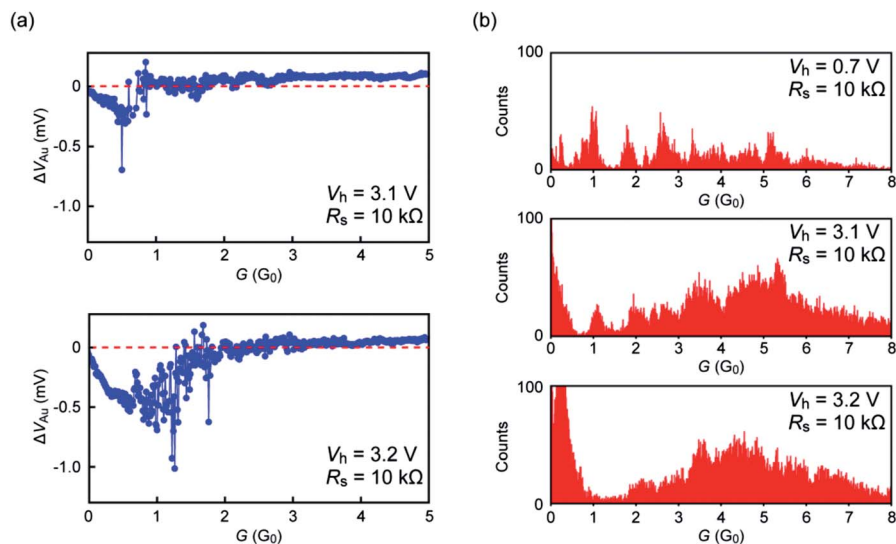 (a)
0
-0.5
-1.0
ΔV_Au (mV)
V_h = 3.1 V
R_s = 10 kΩ
0 1 2 3 4 5
G (G_0)
0
-0.5
-1.0
ΔV_Au (mV)
V_h = 3.2 V
R_s = 10 kΩ
0 1 2 3 4 5
G (G_0)
(b)
100
0
Counts
V_h = 0.7 V
R_s = 10 kΩ
0 1 2 3 4 5 6 7 8
G (G_0)
100
0
Counts
V_h = 3.1 V
R_s = 10 kΩ
0 1 2 3 4 5 6 7 8
G (G_0)
100
0
Counts
V_h = 3.2 V
R_s = 10 kΩ
0 1 2 3 4 5 6 7 8
G (G_0)